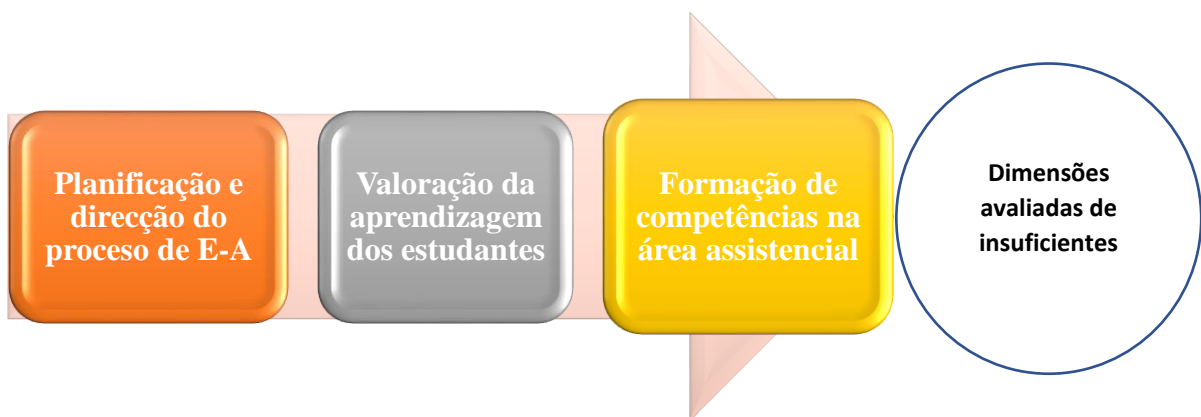 Planificação e
direcção do
proceso de E-A
Valoração da
aprendizagem
dos estudantes
Formação de
competências na
área assistencial
Dimensões
avaliadas de
insuficientes